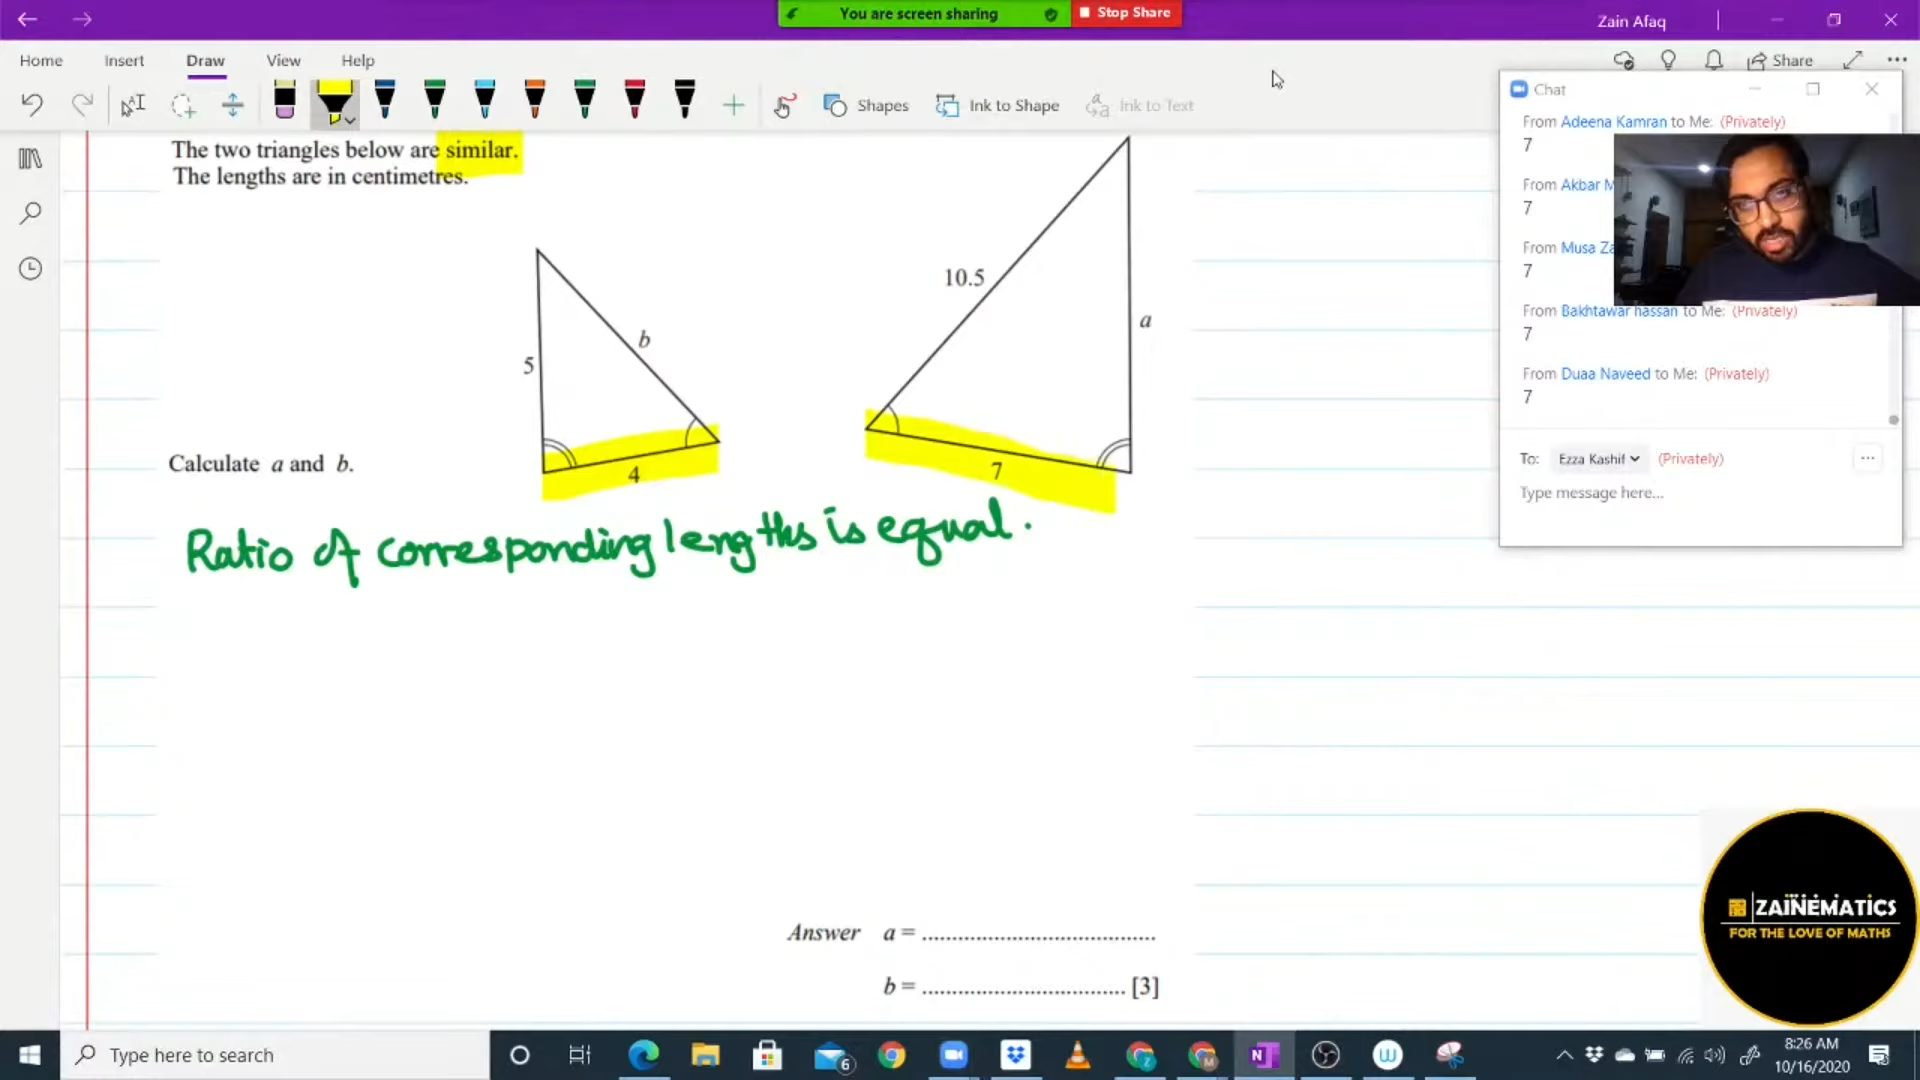 You are screen sharing
Stop Share
Zain Afaq
Home
Insert
Draw
View
Help
Share
Shapes
Ink to Shape
Ink to Text
Chat
From Adeena Kamran to Me: (Privately)
7
From Akbar M
7
From Musa Za
7
From Bakhtawar hassan to Me: (Privately)
7
From Duaa Naveed to Me: (Privately)
7
To: Ezza Kashif (Privately)
Type message here...
The two triangles below are similar.
The lengths are in centimetres.
5
b
4
10.5
a
7
Calculate a and b.
Ratio of corresponding lengths is equal.
Answer a = ........................................
b = ................................... [3]
ZAINEMATICS
FOR THE LOVE OF MATHS
Type here to search
6
8:26 AM
10/16/2020